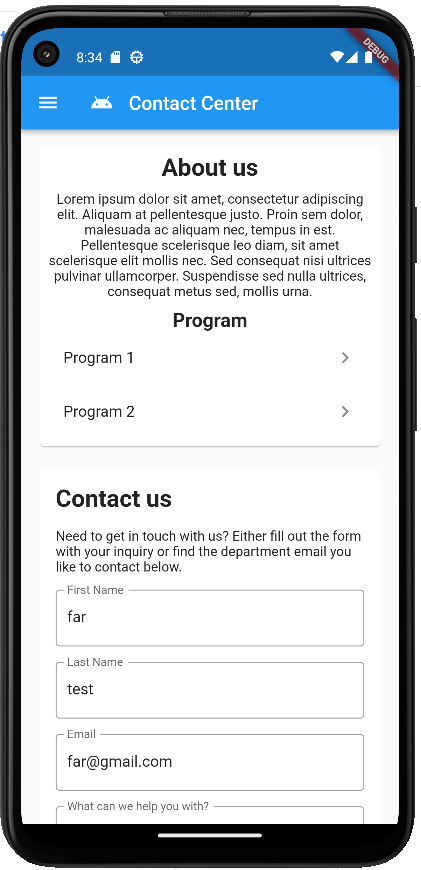 8:34
DEBUG
Contact Center
About us
Lorem ipsum dolor sit amet, consectetur adipiscing
elit. Aliquam at pellentesque justo. Proin sem dolor,
malesuada ac aliquam nec, tempus in est.
Pellentesque scelerisque leo diam, sit amet
scelerisque elit mollis nec. Sed consequat nisi ultrices
pulvinar ullamcorper. Suspendisse sed nulla ultrices,
consequat metus sed, mollis urna.
Program
Program 1
Program 2
Contact us
Need to get in touch with us? Either fill out the form
with your inquiry or find the department email you
like to contact below.
First Name
far
Last Name
test
Email
far@gmail.com
What can we help you with?